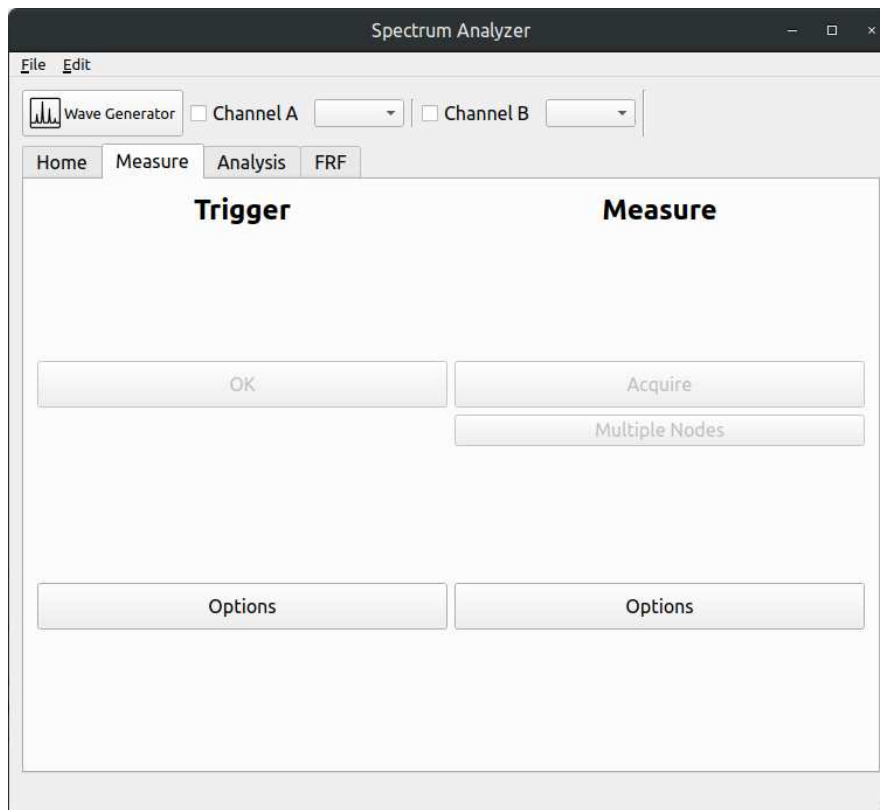 Spectrum Analyzer
File Edit
Wave Generator Channel A Channel B
Home Measure Analysis FRF
Trigger Measure
OK Acquire
Multiple Nodes
Options Options